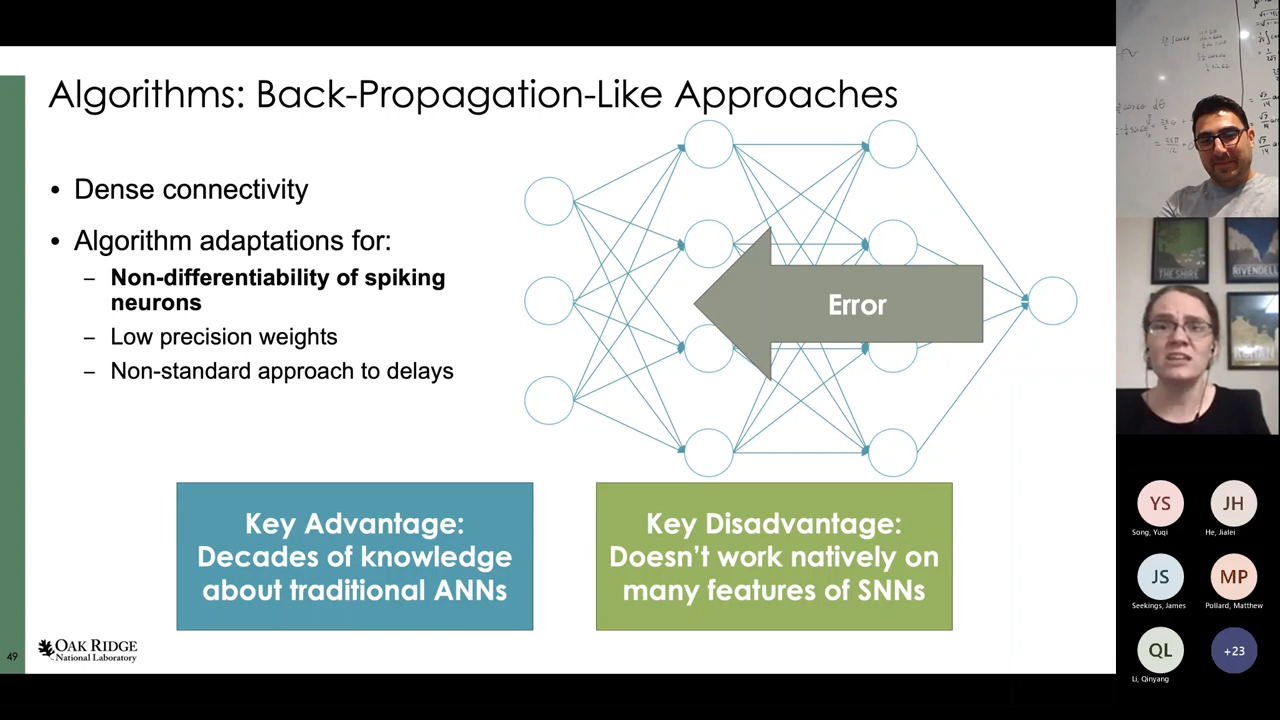 Algorithms: Back-Propagation-Like Approaches
• Dense connectivity
• Algorithm adaptations for:
– Non-differentiability of spiking
neurons
– Low precision weights
– Non-standard approach to delays
Error
Key Advantage:
Decades of knowledge
about traditional ANNs
Key Disadvantage:
Doesn't work natively on
many features of SNNs
49
OAK RIDGE
National Laboratory
THE SHIRE
RIVENDELL
YS
Song, Yuqi
JH
He, Jialei
JS
Seekings, James
MP
Pollard, Matthew
QL
Li, Qinyang
+23